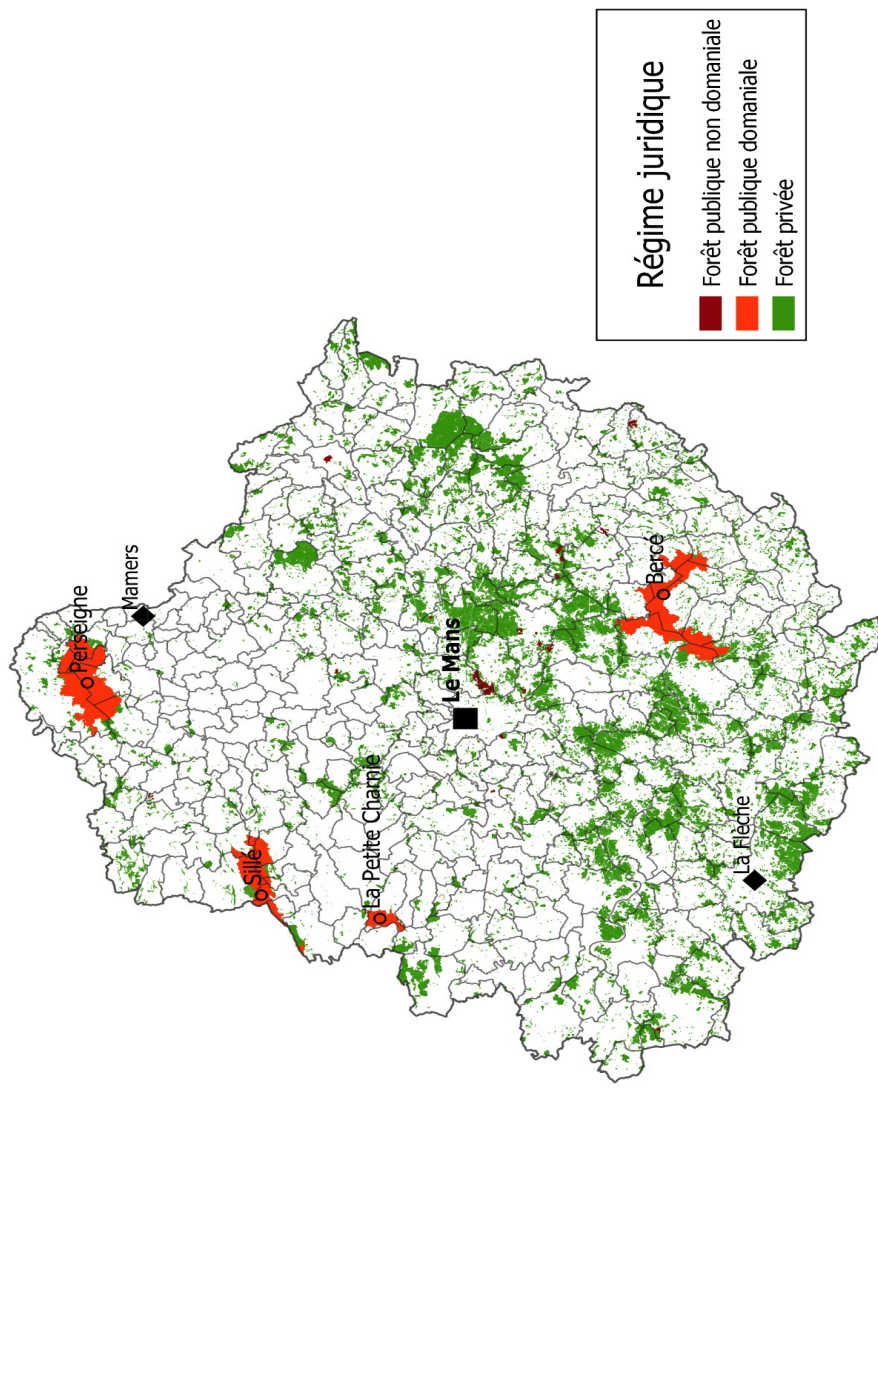 Perseigne
Mamers
Sillé
La Petite Charnie
Le Mans
Bercé
La Flèche
Régime juridique
Forêt publique non domaniale
Forêt publique domaniale
Forêt privée